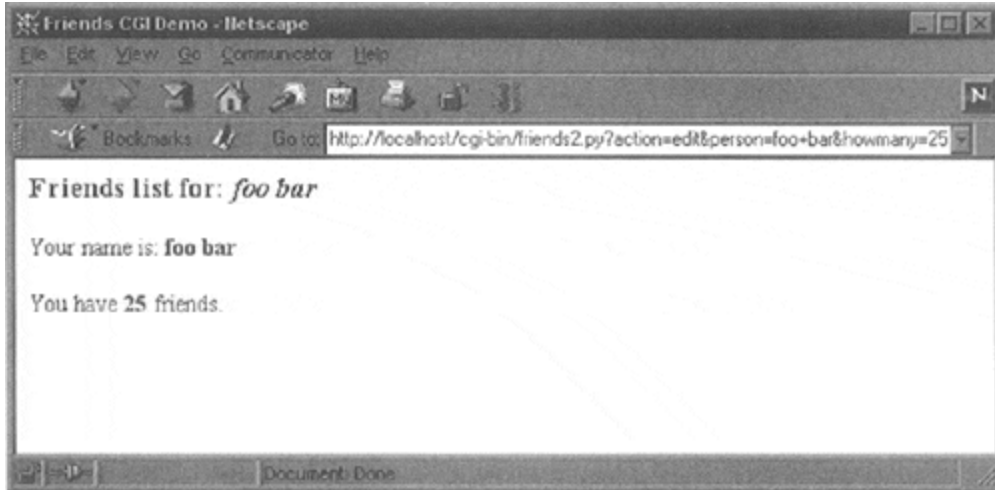 Friends CGI Demo - Netscape
File Edit View Go Communicator Help
N
Bookmarks Go to: http://localhost/cgi-bin/friends2.py?action=edit&person=foo+bar&howmany=25
Friends list for: foo bar
Your name is: foo bar
You have 25 friends.
Document: Done